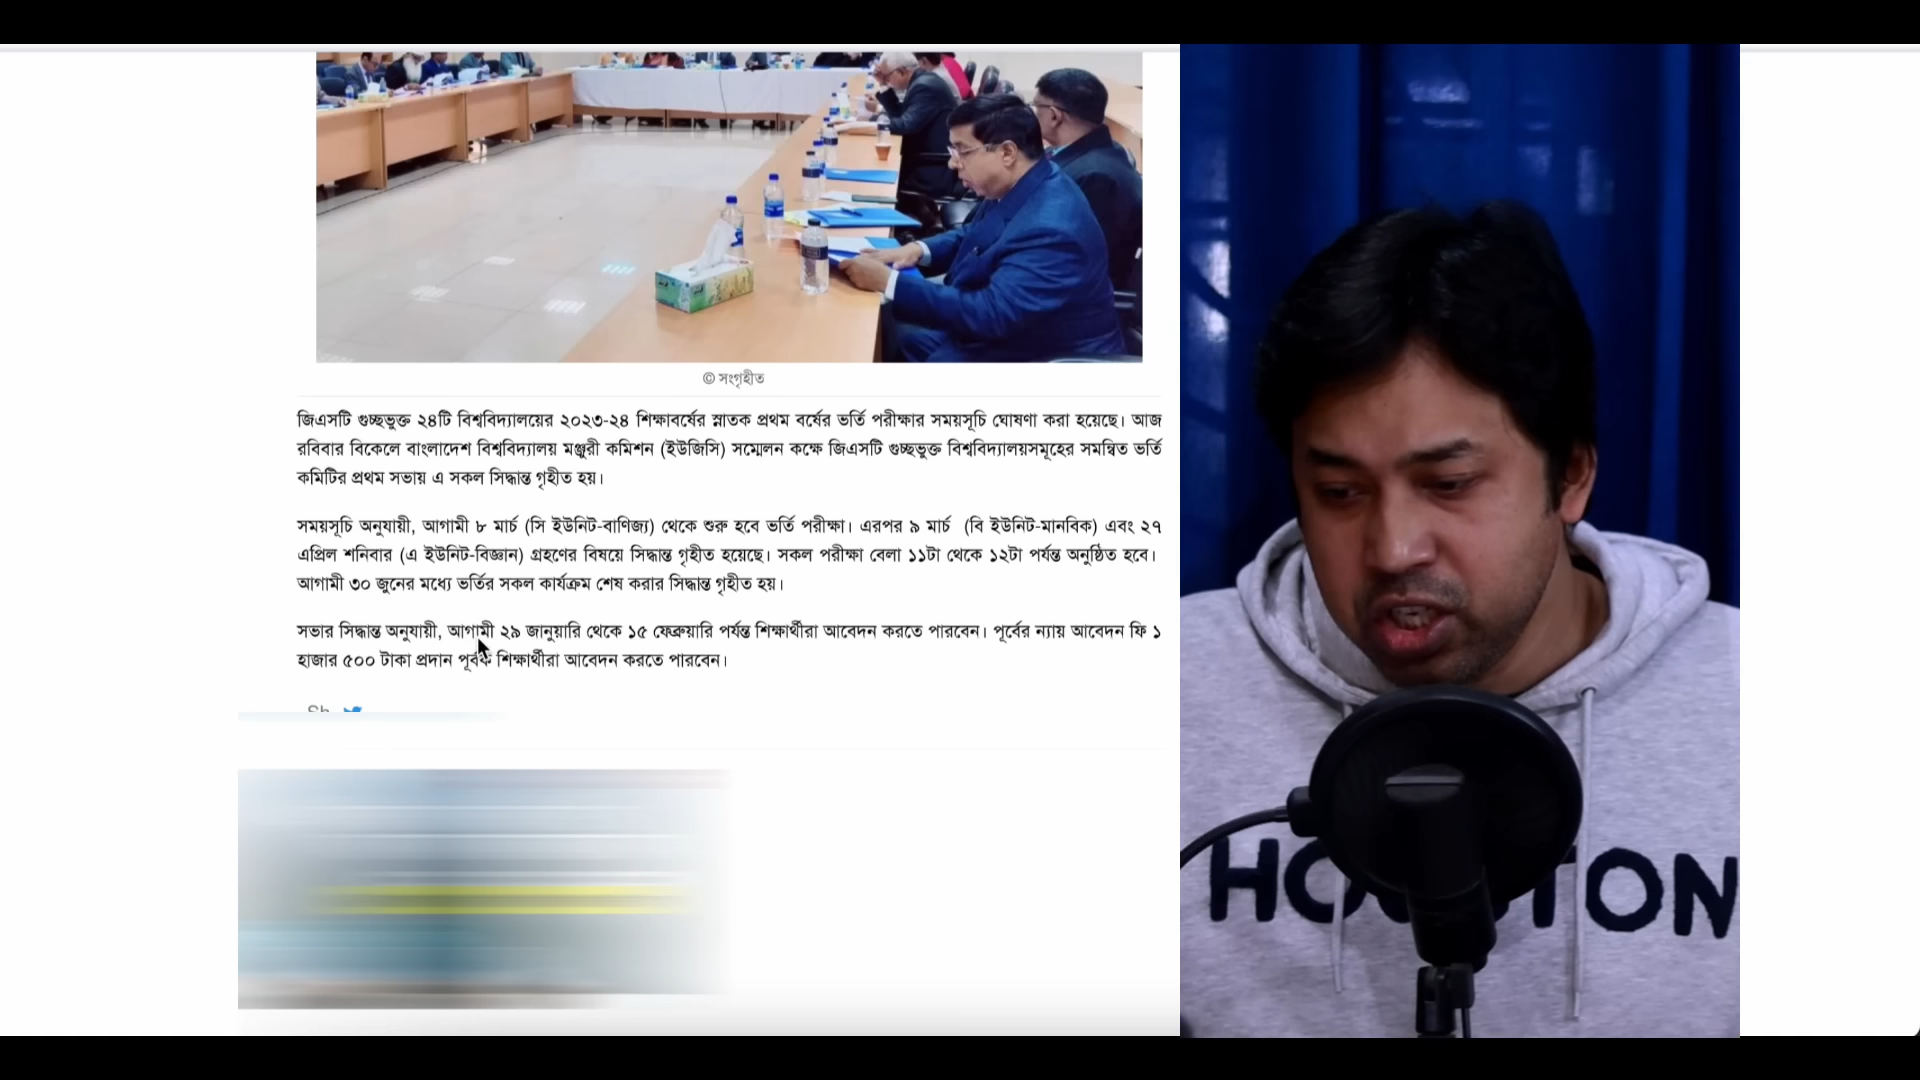 © সংগৃহীত
জিএসটি গুচ্ছভুক্ত ২৪টি বিশ্ববিদ্যালয়ের ২০২৩-২৪ শিক্ষাবর্ষের স্নাতক প্রথম বর্ষের ভর্তি পরীক্ষার সময়সূচি ঘোষণা করা হয়েছে। আজ
রবিবার বিকেলে বাংলাদেশ বিশ্ববিদ্যালয় মঞ্জুরী কমিশন (ইউজিসি) সম্মেলন কক্ষে জিএসটি গুচ্ছভুক্ত বিশ্ববিদ্যালয়সমূহের সমন্বিত ভর্তি
কমিটির প্রথম সভায় এ সকল সিদ্ধান্ত গৃহীত হয়।
সময়সূচি অনুযায়ী, আগামী ৮ মার্চ (সি ইউনিট-বাণিজ্য) থেকে শুরু হবে ভর্তি পরীক্ষা। এরপর ৯ মার্চ (বি ইউনিট-মানবিক) এবং ২৭
এপ্রিল শনিবার (এ ইউনিট-বিজ্ঞান) গ্রহণের বিষয়ে সিদ্ধান্ত গৃহীত হয়েছে। সকল পরীক্ষা বেলা ১১টা থেকে ১২টা পর্যন্ত অনুষ্ঠিত হবে।
আগামী ৩০ জুনের মধ্যে ভর্তির সকল কার্যক্রম শেষ করার সিদ্ধান্ত গৃহীত হয়।
সভার সিদ্ধান্ত অনুযায়ী, আগামী ২৯ জানুয়ারি থেকে ১৫ ফেব্রুয়ারি পর্যন্ত শিক্ষার্থীরা আবেদন করতে পারবেন। পূর্বের ন্যায় আবেদন ফি ১
হাজার ৫০০ টাকা প্রদান পূর্বক শিক্ষার্থীরা আবেদন করতে পারবেন।